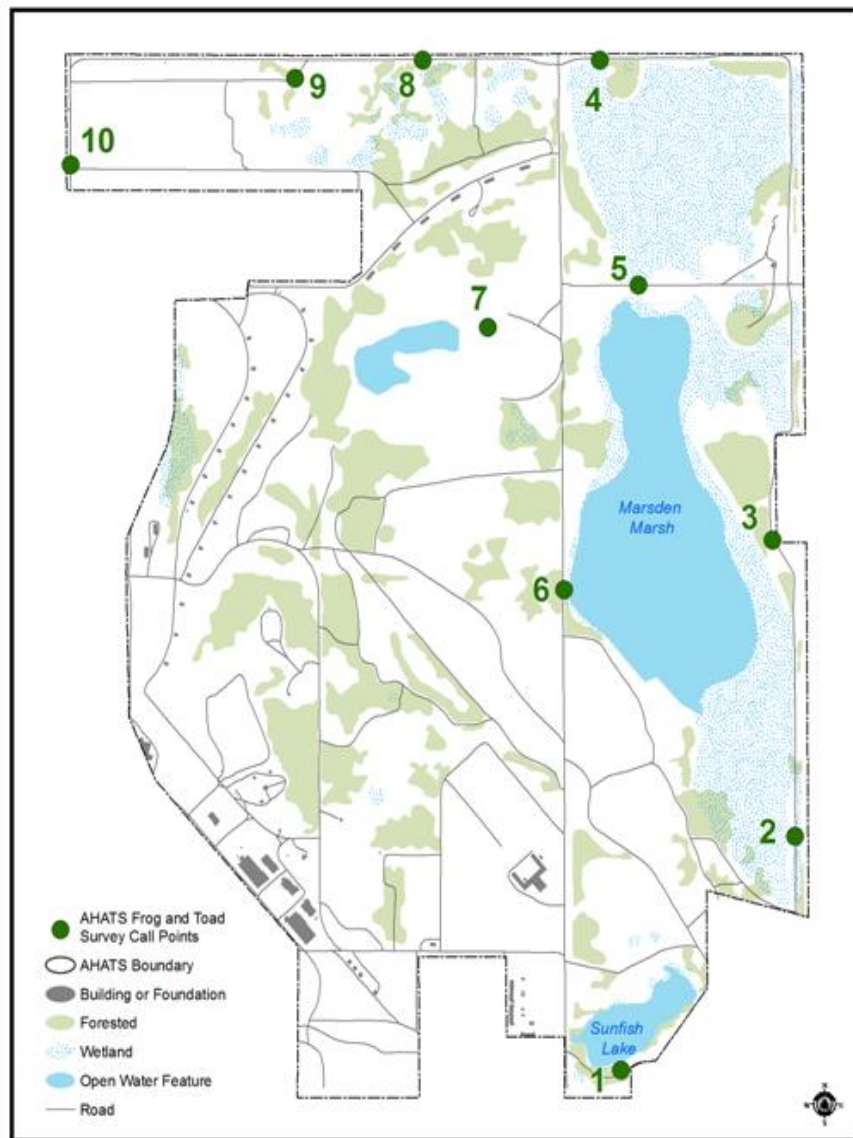 9
8
4
10
5
7
Marsden
Marsh
3
6
2
AHATS Frog and Toad
Survey Call Points
AHATS Boundary
Building or Foundation
Forested
Wetland
Open Water Feature
Road
Sunfish
Lake
1
N
S